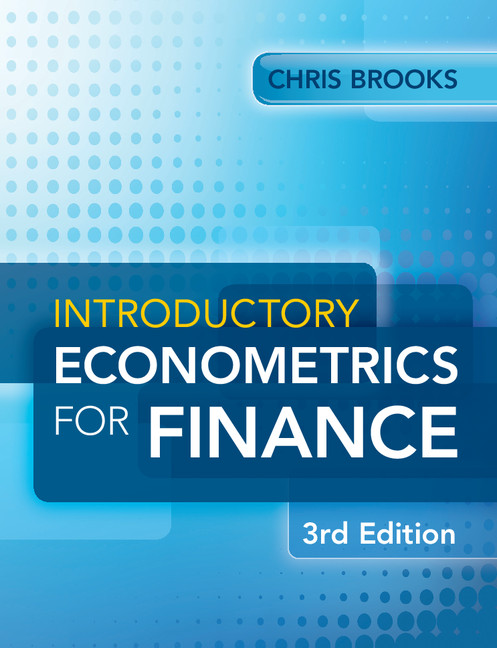 CHRIS BROOKS
INTRODUCTORY
ECONOMETRICS
FOR FINANCE
3rd Edition